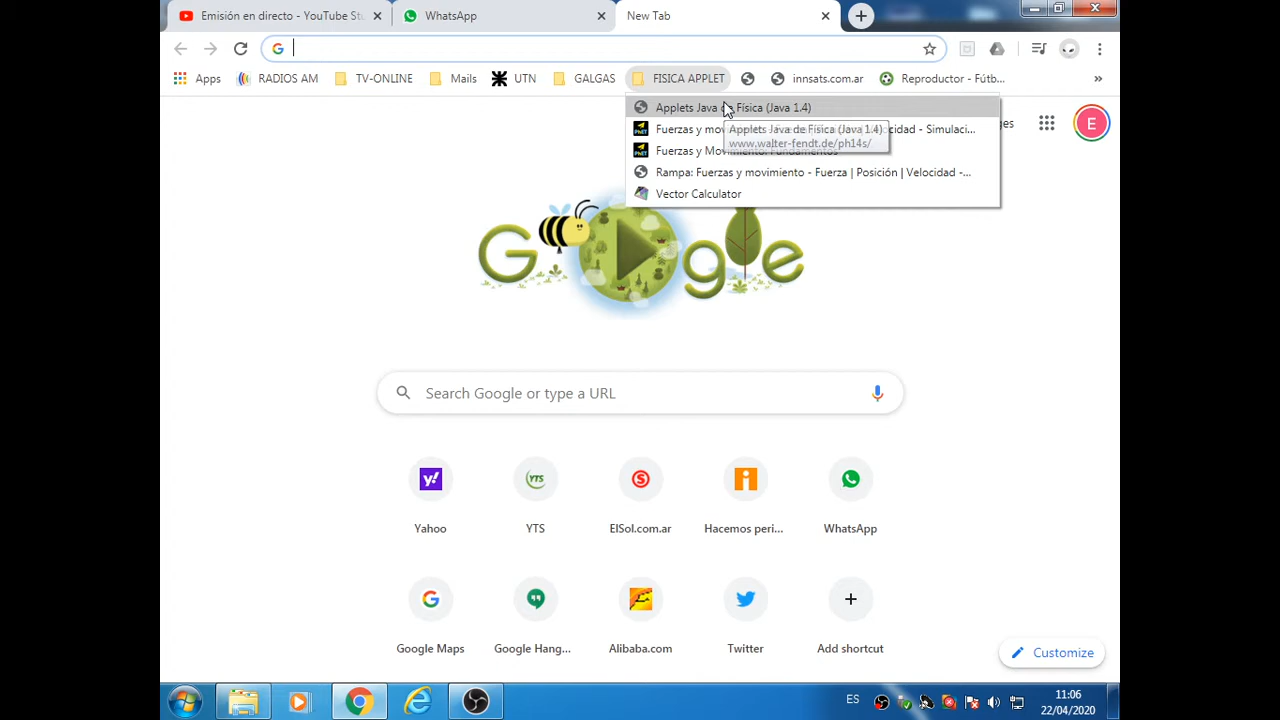 Emisión en directo - YouTube St
WhatsApp
New Tab
Apps
RADIOS AM
TV-ONLINE
Mails
UTN
GALGAS
FISICA APPLET
innsats.com.ar
Reproductor - Fútb...
»
Applets Java de Física (Java 1.4)
Fuerzas y mov
cidad - Simulaci...
Applets Java de Física (Java 1.4)
www.walter-fendt.de/ph14s/
Fuerzas y Movimiento: Fundamentos
Rampa: Fuerzas y movimiento - Fuerza | Posición | Velocidad -...
Vector Calculator
ges
E
Google
Search Google or type a URL
Yahoo
YTS
ElSol.com.ar
Hacemos peri...
WhatsApp
Google Maps
Google Hang...
Alibaba.com
Twitter
Add shortcut
Customize
ES
11:06
22/04/2020